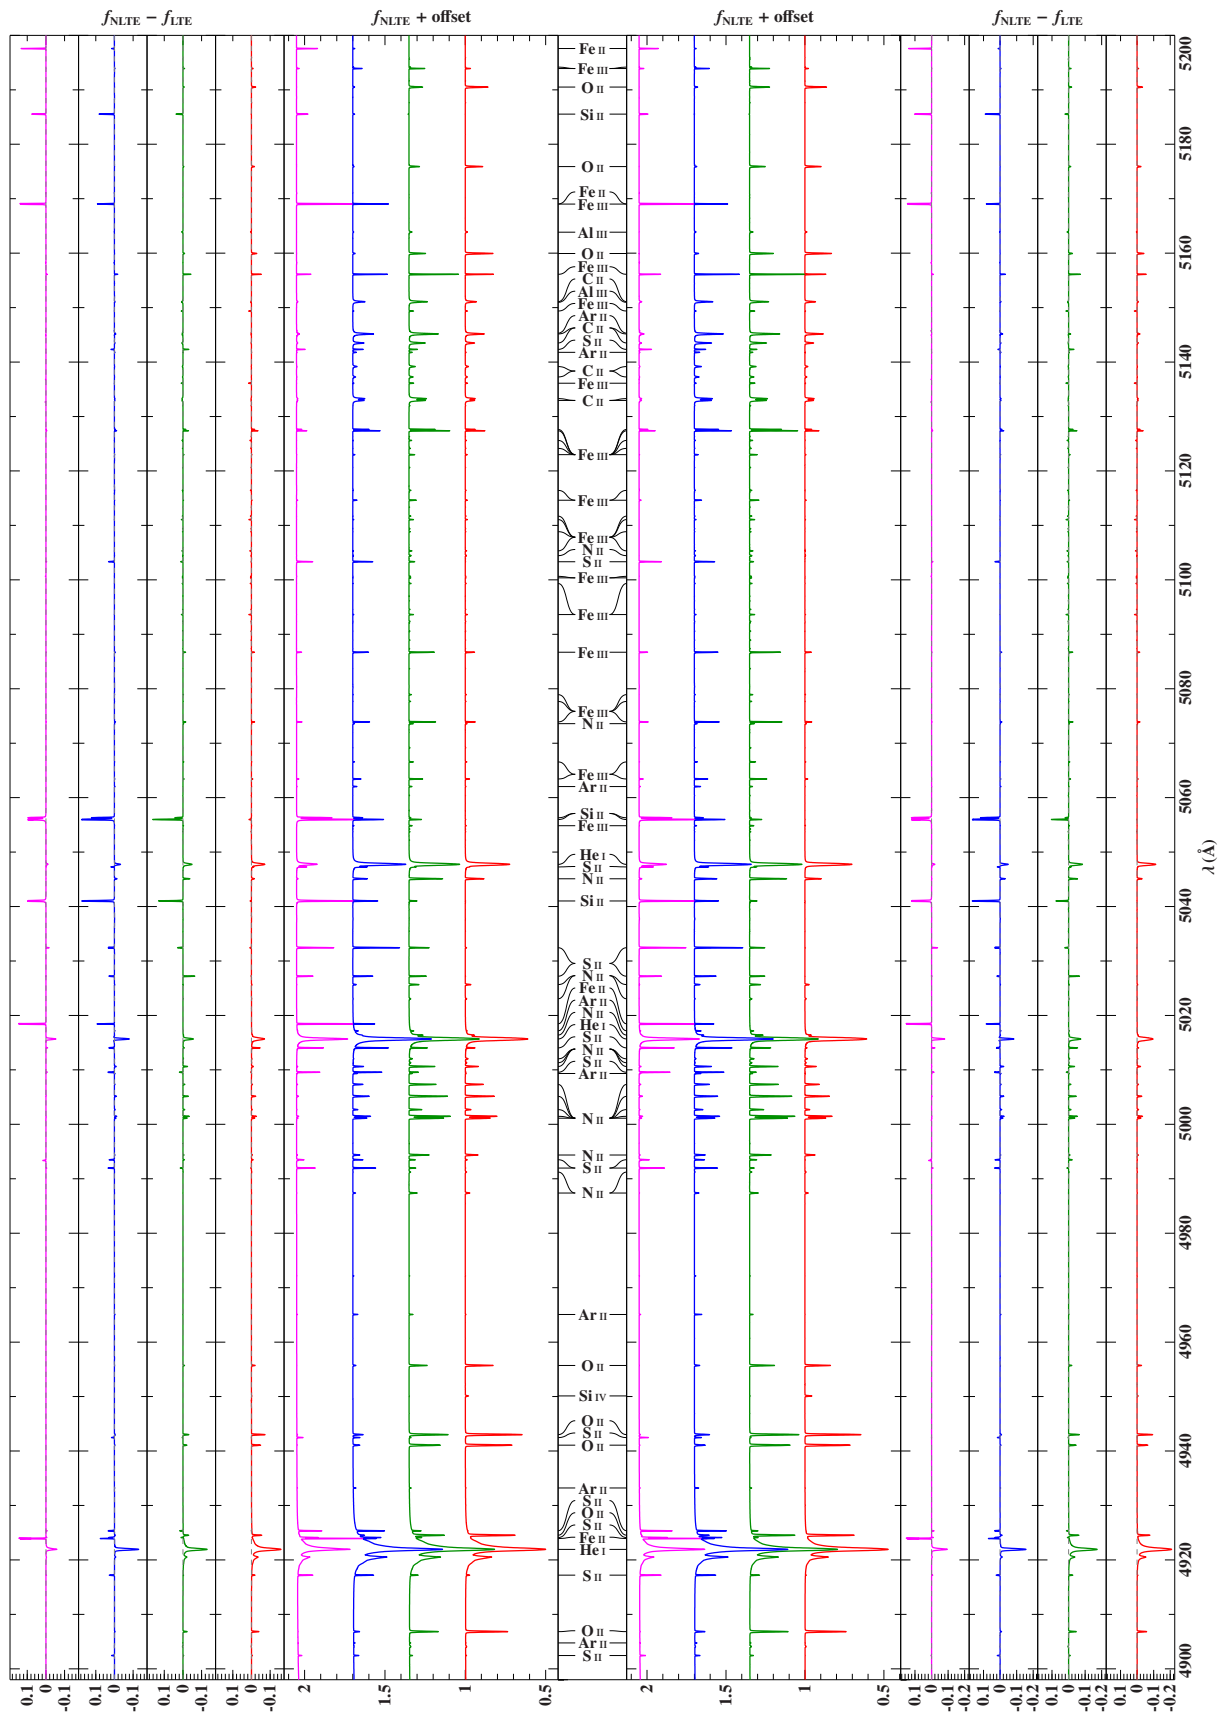 f_NLTE − f_LTE
f_NLTE + offset
f_NLTE + offset
f_NLTE − f_LTE
Fe II
Fe III
O II
Si II
O II
Fe II
Fe III
Al III
O II
Fe III
C II
Al III
Fe III
Ar II
C II
S II
Ar II
C II
Fe III
C II
Fe III
Fe III
Fe III
N II
S II
Fe III
Fe III
Fe III
Fe III
N II
Fe III
Ar II
Si II
Fe III
He I
S II
N II
Si II
S II
N II
Fe II
Ar II
N II
He I
S II
N II
S II
Ar II
N II
N II
S II
N II
Ar II
O II
Si IV
O II
S II
O II
Ar II
S II
O II
S II
Fe II
He I
S II
O II
Ar II
S II
5200
5180
5160
5140
5120
5100
5080
5060
5040
5020
5000
4980
4960
4940
4920
4900
λ (Å)
0.1 0 -0.1
0.1 0 -0.1
0.1 0 -0.1
0.1 0 -0.1
2 1.5 1 0.5
2 1.5 1 0.5
0.1 0 -0.1 -0.2
0.1 0 -0.1 -0.2
0.1 0 -0.1 -0.2
0.1 0 -0.1 -0.2